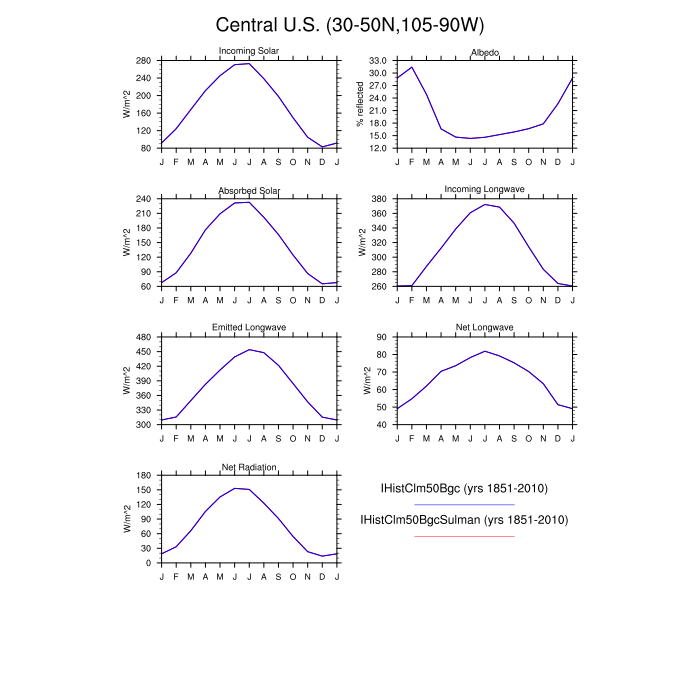 Central U.S. (30-50N,105-90W)
Incoming Solar
W/m^2
280
240
200
160
120
80
J F M A M J J A S O N D J
Albedo
% reflected
33.0
30.0
27.0
24.0
21.0
18.0
15.0
12.0
J F M A M J J A S O N D J
Absorbed Solar
W/m^2
240
210
180
150
120
90
60
J F M A M J J A S O N D J
Incoming Longwave
W/m^2
380
360
340
320
300
280
260
J F M A M J J A S O N D J
Emitted Longwave
W/m^2
480
450
420
390
360
330
300
J F M A M J J A S O N D J
Net Longwave
W/m^2
90
80
70
60
50
40
J F M A M J J A S O N D J
Net Radiation
W/m^2
180
150
120
90
60
30
0
J F M A M J J A S O N D J
IHistClm50Bgc (yrs 1851-2010)
IHistClm50BgcSulman (yrs 1851-2010)